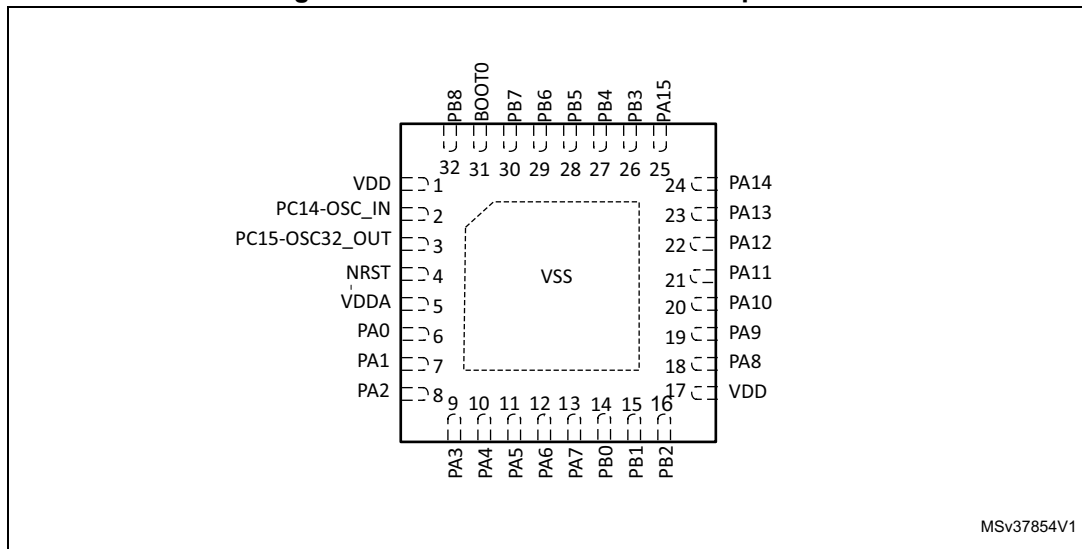 PB8
BOOT0
PB7
PB6
PB5
PB4
PB3
PA15
32 31 30 29 28 27 26 25
VDD 1
PC14-OSC_IN 2
PC15-OSC32_OUT 3
NRST 4
VDDA 5
PA0 6
PA1 7
PA2 8
VSS
24 PA14
23 PA13
22 PA12
21 PA11
20 PA10
19 PA9
18 PA8
17 VDD
9 10 11 12 13 14 15 16
PA3
PA4
PA5
PA6
PA7
PB0
PB1
PB2
MSv37854V1